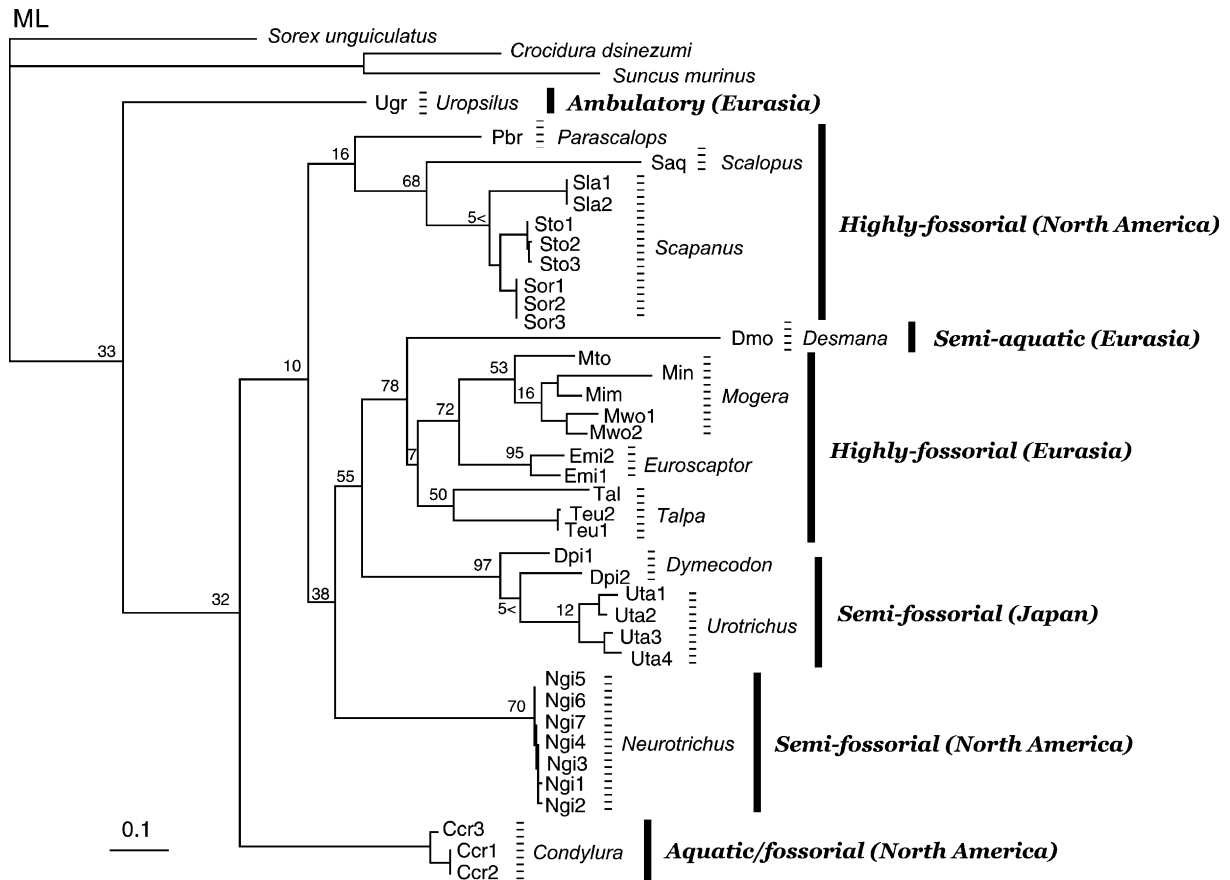 ML
Sorex unguiculatus
Crocidura dsinezumi
Suncus murinus
Ugr Uropsilus Ambulatory (Eurasia)
Pbr Parascalops
16
Saq Scalopus
68
Sla1
Sla2
5<
Sto1
Sto2
Sto3
Scapanus
Highly-fossorial (North America)
Sor1
Sor2
Sor3
Dmo Desmana Semi-aquatic (Eurasia)
33
10
Mto
53
Min
78
16
Mim
Mogera
72
Mwo1
Mwo2
Highly-fossorial (Eurasia)
7
95
Emi2
Emi1
Euroscaptor
55
50
Tal
Teu2
Teu1
Talpa
97
Dpi1
Dpi2
Dymecodon
5<
12
Uta1
Uta2
Uta3
Uta4
Urotrichus
Semi-fossorial (Japan)
32
38
70
Ngi5
Ngi6
Ngi7
Ngi4
Ngi3
Ngi1
Ngi2
Neurotrichus Semi-fossorial (North America)
0.1
Ccr3
Ccr1
Ccr2
Condylura Aquatic/fossorial (North America)